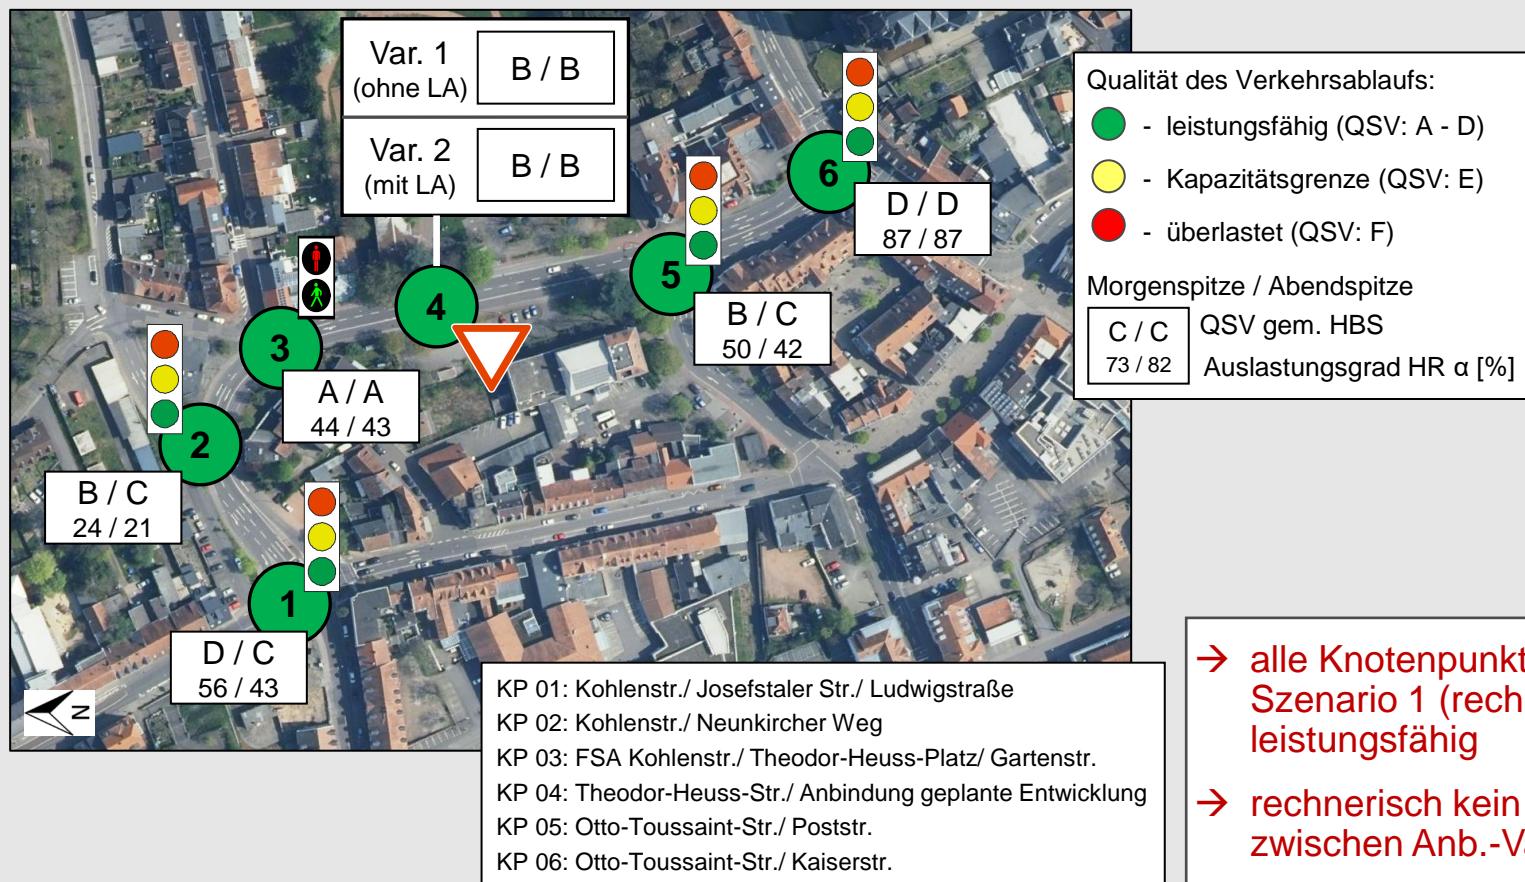 Var. 1
(ohne LA)
B / B
Var. 2
(mit LA)
B / B
6
D / D
87 / 87
5
B / C
50 / 42
4
3
A / A
44 / 43
2
B / C
24 / 21
1
D / C
56 / 43
N
Qualität des Verkehrsablaufs:
- leistungsfähig (QSV: A - D)
- Kapazitätsgrenze (QSV: E)
- überlastet (QSV: F)
Morgenspitze / Abendspitze
C / C
73 / 82
QSV gem. HBS
Auslastungsgrad HR α [%]
KP 01: Kohlenstr./ Josefstaler Str./ Ludwigstraße
KP 02: Kohlenstr./ Neunkircher Weg
KP 03: FSA Kohlenstr./ Theodor-Heuss-Platz/ Gartenstr.
KP 04: Theodor-Heuss-Str./ Anbindung geplante Entwicklung
KP 05: Otto-Toussaint-Str./ Poststr.
KP 06: Otto-Toussaint-Str./ Kaiserstr.
→ alle Knotenpunkt
Szenario 1 (rech
leistungsfähig
→ rechnerisch kein
zwischen Anb.-Va